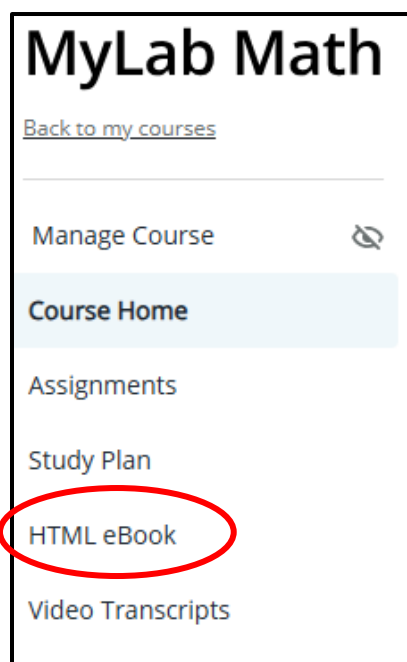 MyLab Math
Back to my courses
Manage Course
Course Home
Assignments
Study Plan
HTML eBook
Video Transcripts